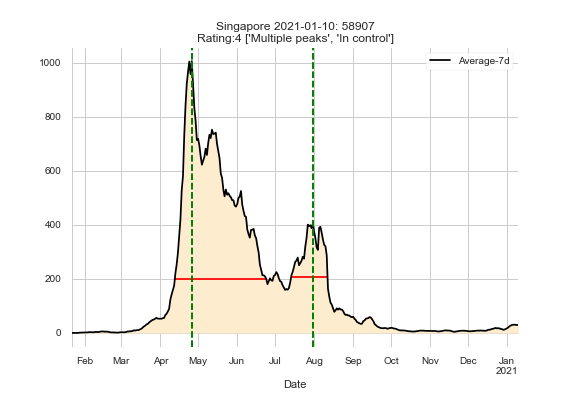 Singapore 2021-01-10: 58907
Rating:4 ['Multiple peaks', 'In control']
Average-7d
1000
800
600
400
200
0
Feb Mar Apr May Jun Jul Aug Sep Oct Nov Dec Jan
2021
Date